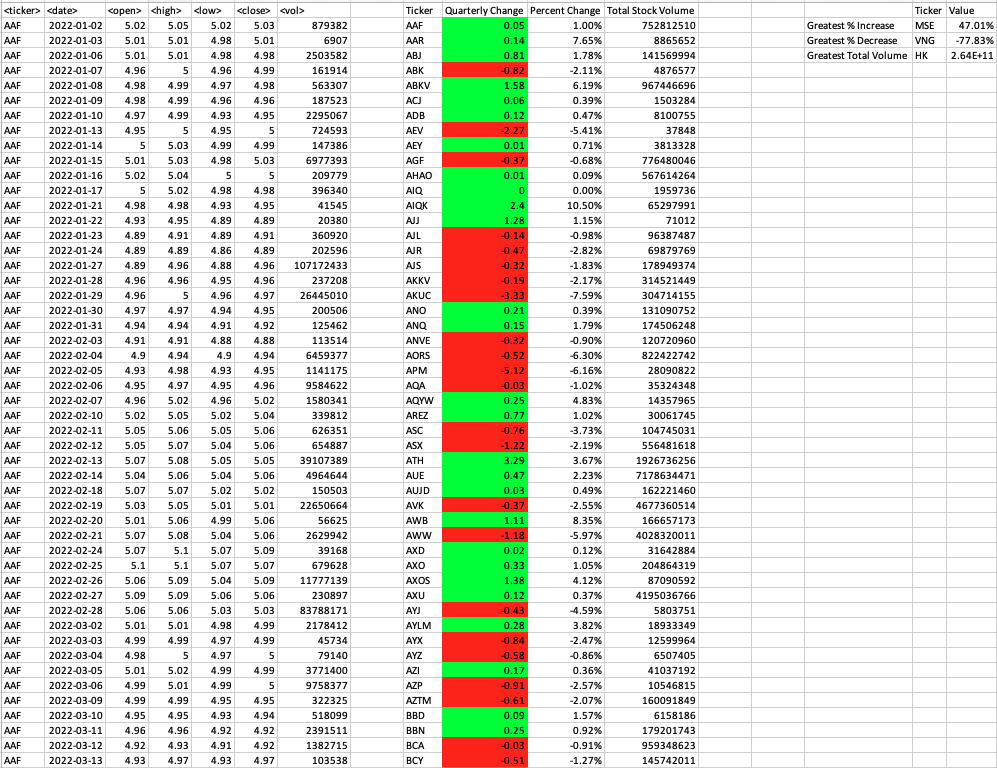 <ticker> <date> <open> <high> <low> <close> <vol> Ticker Quarterly Change Percent Change Total Stock Volume Ticker Value
AAF 2022-01-02 5.02 5.05 5.02 5.03 879382 AAF 0.05 1.00% 752812510 Greatest % Increase MSE 47.01%
AAF 2022-01-03 5.01 5.01 4.98 5.01 6907 AAR 0.14 7.65% 8865652 Greatest % Decrease VNG -77.83%
AAF 2022-01-06 5.01 5.01 4.98 4.98 2503582 ABJ 0.81 1.78% 141569994 Greatest Total Volume HK 2.64E+11
AAF 2022-01-07 4.96 5 4.96 4.99 161914 ABK -0.82 -2.11% 4876577
AAF 2022-01-08 4.98 4.99 4.97 4.98 563307 ABKV 1.58 6.19% 967446696
AAF 2022-01-09 4.98 4.99 4.96 4.96 187523 ACJ 0.06 0.39% 1503284
AAF 2022-01-10 4.97 4.99 4.93 4.95 2295067 ADB 0.12 0.47% 8100755
AAF 2022-01-13 4.95 5 4.95 5 724593 AEV -2.27 -5.41% 37848
AAF 2022-01-14 5 5.03 4.99 4.99 147386 AEY 0.01 0.71% 3813328
AAF 2022-01-15 5.01 5.03 4.98 5.03 6977393 AGF -0.37 -0.68% 776480046
AAF 2022-01-16 5.02 5.04 5 5 209779 AHAO 0.01 0.09% 567614264
AAF 2022-01-17 5 5.02 4.98 4.98 396340 AIQ 0 0.00% 1959736
AAF 2022-01-21 4.98 4.98 4.93 4.95 41545 AIQK 2.4 10.50% 65297991
AAF 2022-01-22 4.93 4.95 4.89 4.89 20380 AJJ 1.28 1.15% 71012
AAF 2022-01-23 4.89 4.91 4.89 4.91 360920 AJL -0.14 -0.98% 96387487
AAF 2022-01-24 4.89 4.89 4.86 4.89 202596 AJR -0.47 -2.82% 69879769
AAF 2022-01-27 4.89 4.96 4.88 4.96 107172433 AJS -0.32 -1.83% 178949374
AAF 2022-01-28 4.96 4.96 4.95 4.96 237208 AKKV -0.19 -2.17% 314521449
AAF 2022-01-29 4.96 5 4.96 4.97 26445010 AKUC -3.33 -7.59% 304714155
AAF 2022-01-30 4.97 4.97 4.94 4.95 200506 ANO 0.21 0.39% 131090752
AAF 2022-01-31 4.94 4.94 4.91 4.92 125462 ANQ 0.15 1.79% 174506248
AAF 2022-02-03 4.91 4.91 4.88 4.88 113514 ANVE -0.32 -0.90% 120720960
AAF 2022-02-04 4.9 4.94 4.9 4.94 6459377 AORS -0.52 -6.30% 822422742
AAF 2022-02-05 4.93 4.98 4.93 4.95 1141175 APM -5.12 -6.16% 28090822
AAF 2022-02-06 4.95 4.97 4.95 4.96 9584622 AQA -0.03 -1.02% 35324348
AAF 2022-02-07 4.96 5.02 4.96 5.02 1580341 AQYW 0.25 4.83% 14357965
AAF 2022-02-10 5.02 5.05 5.02 5.04 339812 AREZ 0.77 1.02% 30061745
AAF 2022-02-11 5.05 5.06 5.05 5.06 626351 ASC -0.76 -3.73% 104745031
AAF 2022-02-12 5.05 5.07 5.04 5.06 654887 ASX -1.22 -2.19% 556481618
AAF 2022-02-13 5.07 5.08 5.05 5.05 39107389 ATH 3.29 3.67% 1926736256
AAF 2022-02-14 5.04 5.06 5.04 5.06 4964644 AUE 0.47 2.23% 7178634471
AAF 2022-02-18 5.07 5.07 5.02 5.02 150503 AUJD 0.03 0.49% 162221460
AAF 2022-02-19 5.03 5.05 5.01 5.01 22650664 AVK -0.37 -2.55% 4677360514
AAF 2022-02-20 5.01 5.06 4.99 5.06 56625 AWB 1.11 8.35% 166657173
AAF 2022-02-21 5.07 5.08 5.04 5.06 2629942 AWW -1.18 -5.97% 4028320011
AAF 2022-02-24 5.07 5.1 5.07 5.09 39168 AXD 0.02 0.12% 31642884
AAF 2022-02-25 5.1 5.1 5.07 5.07 679628 AXO 0.33 1.05% 204864319
AAF 2022-02-26 5.06 5.09 5.04 5.09 11777139 AXOS 1.38 4.12% 87090592
AAF 2022-02-27 5.09 5.09 5.06 5.06 230897 AXU 0.12 0.37% 4195036766
AAF 2022-02-28 5.06 5.06 5.03 5.03 83788171 AYJ -0.43 -4.59% 5803751
AAF 2022-03-02 5.01 5.01 4.98 4.99 2178412 AYLM 0.28 3.82% 18933349
AAF 2022-03-03 4.99 4.99 4.97 4.99 45734 AYX -0.84 -2.47% 12599964
AAF 2022-03-04 4.98 5 4.97 5 79140 AYZ -0.58 -0.86% 6507405
AAF 2022-03-05 5.01 5.02 4.99 4.99 3771400 AZI 0.17 0.36% 41037192
AAF 2022-03-06 4.99 5.01 4.99 5 9758377 AZP -0.91 -2.57% 10546815
AAF 2022-03-09 4.99 4.99 4.95 4.95 322325 AZTM -0.61 -2.07% 160091849
AAF 2022-03-10 4.95 4.95 4.93 4.94 518099 BBD 0.09 1.57% 6158186
AAF 2022-03-11 4.96 4.96 4.92 4.92 2391511 BBN 0.25 0.92% 179201743
AAF 2022-03-12 4.92 4.93 4.91 4.92 1382715 BCA -0.03 -0.91% 959348623
AAF 2022-03-13 4.93 4.97 4.93 4.97 103538 BCY -0.51 -1.27% 145742011